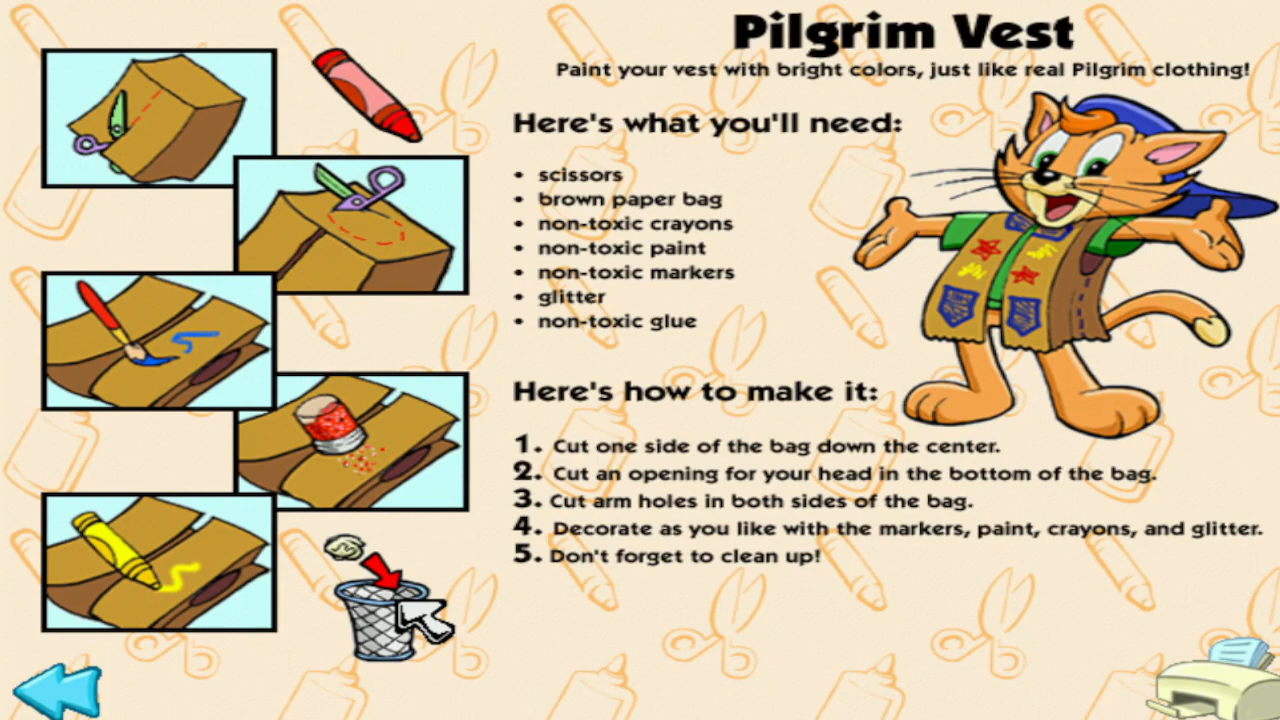 Pilgrim Vest
Paint your vest with bright colors, just like real Pilgrim clothing!
Here's what you'll need:
• scissors
• brown paper bag
• non-toxic crayons
• non-toxic paint
• non-toxic markers
• glitter
• non-toxic glue
Here's how to make it:
1. Cut one side of the bag down the center.
2. Cut an opening for your head in the bottom of the bag.
3. Cut arm holes in both sides of the bag.
4. Decorate as you like with the markers, paint, crayons, and glitter.
5. Don't forget to clean up!